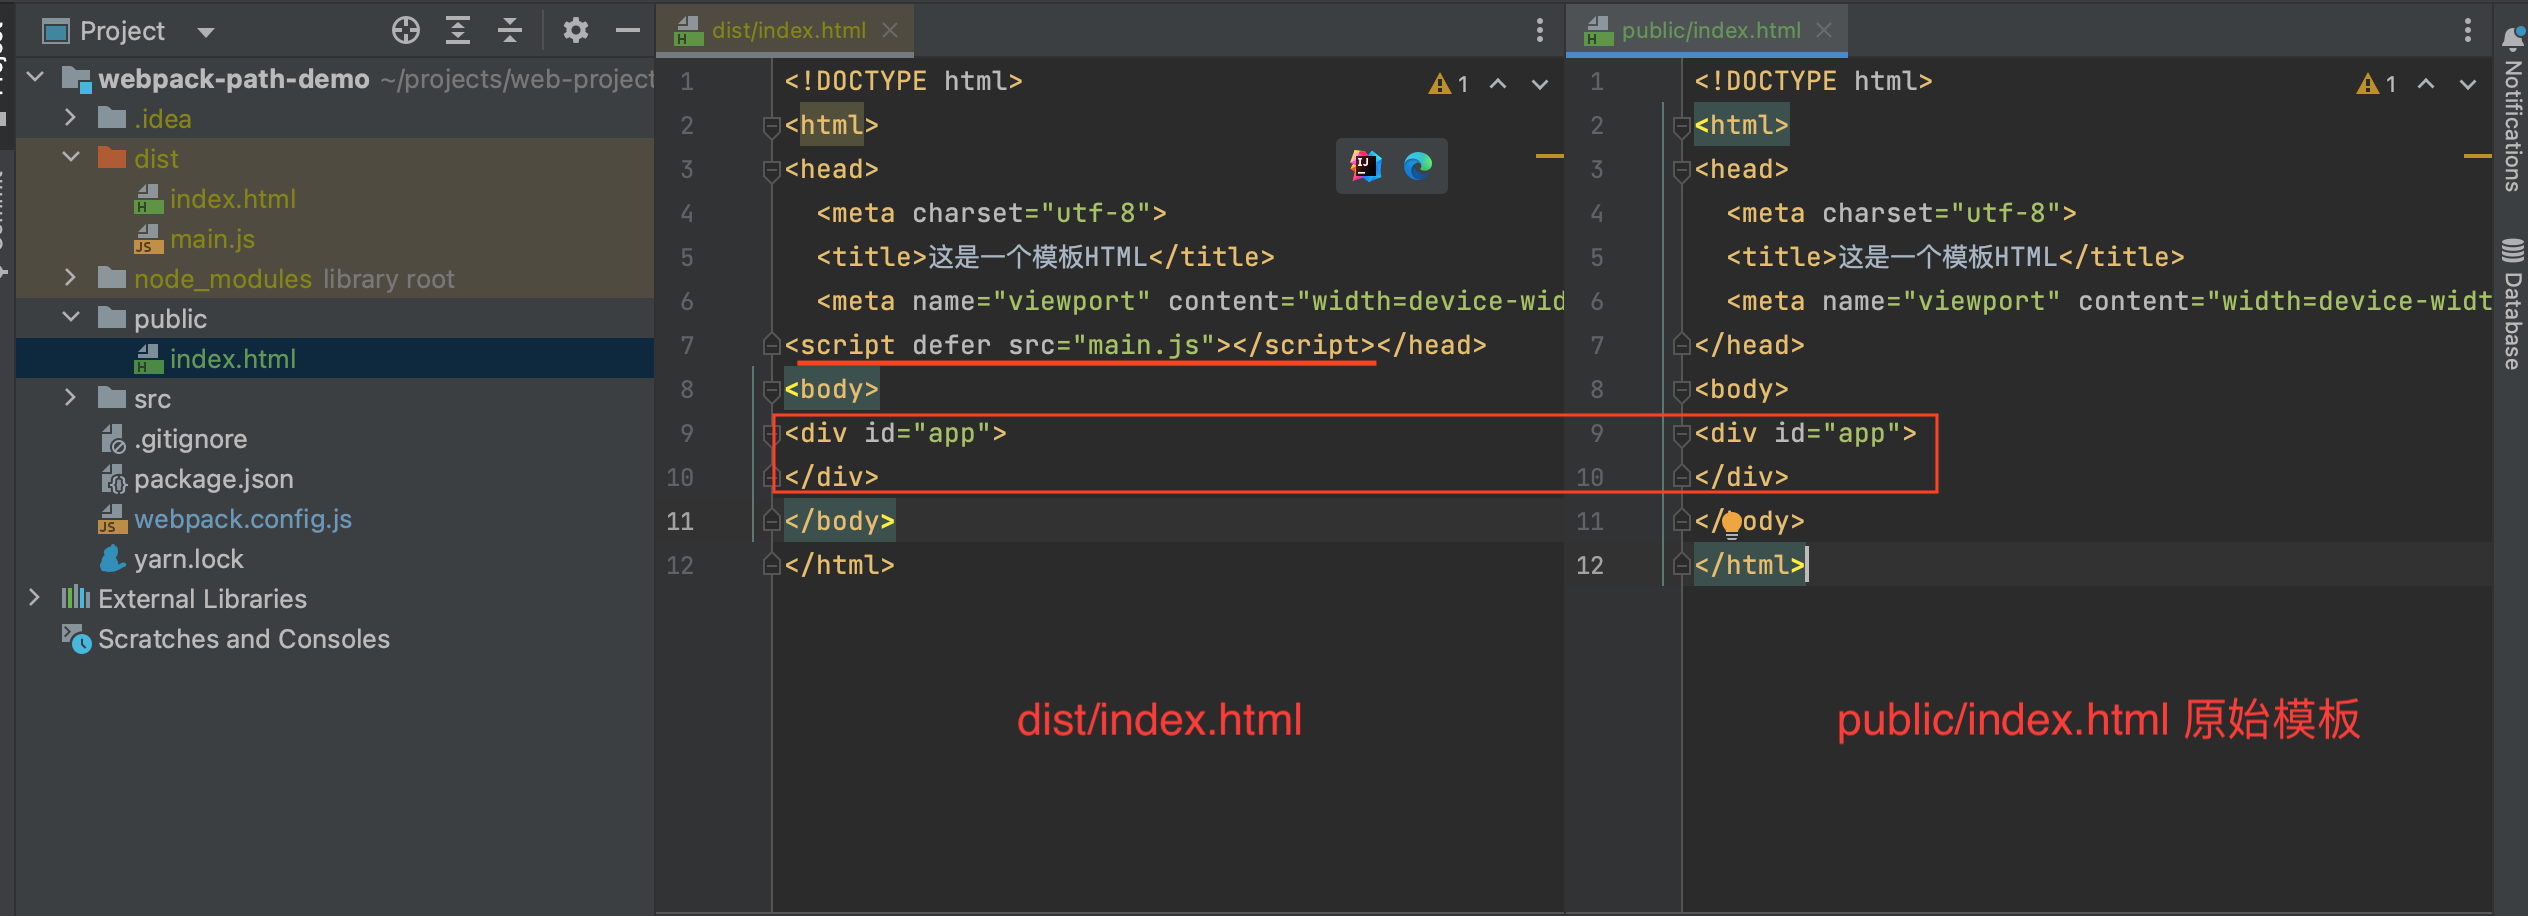 Project
webpack-path-demo ~/projects/web-project
.idea
dist
index.html
main.js
node_modules library root
public
index.html
src
.gitignore
package.json
webpack.config.js
yarn.lock
External Libraries
Scratches and Consoles
dist/index.html
1 <!DOCTYPE html>
1
2 <html>
3 <head>
4 <meta charset="utf-8">
5 <title>这是一个模板HTML</title>
6 <meta name="viewport" content="width=device-wid
7 <script defer src="main.js"></script></head>
8 <body>
9 <div id="app">
10 </div>
11 </body>
12 </html>
dist/index.html
public/index.html
1 <!DOCTYPE html>
1
2 <html>
3 <head>
4 <meta charset="utf-8">
5 <title>这是一个模板HTML</title>
6 <meta name="viewport" content="width=device-widt
7 </head>
8 <body>
9 <div id="app">
10 </div>
11 </body>
12 </html>
public/index.html 原始模板
Notifications
Database